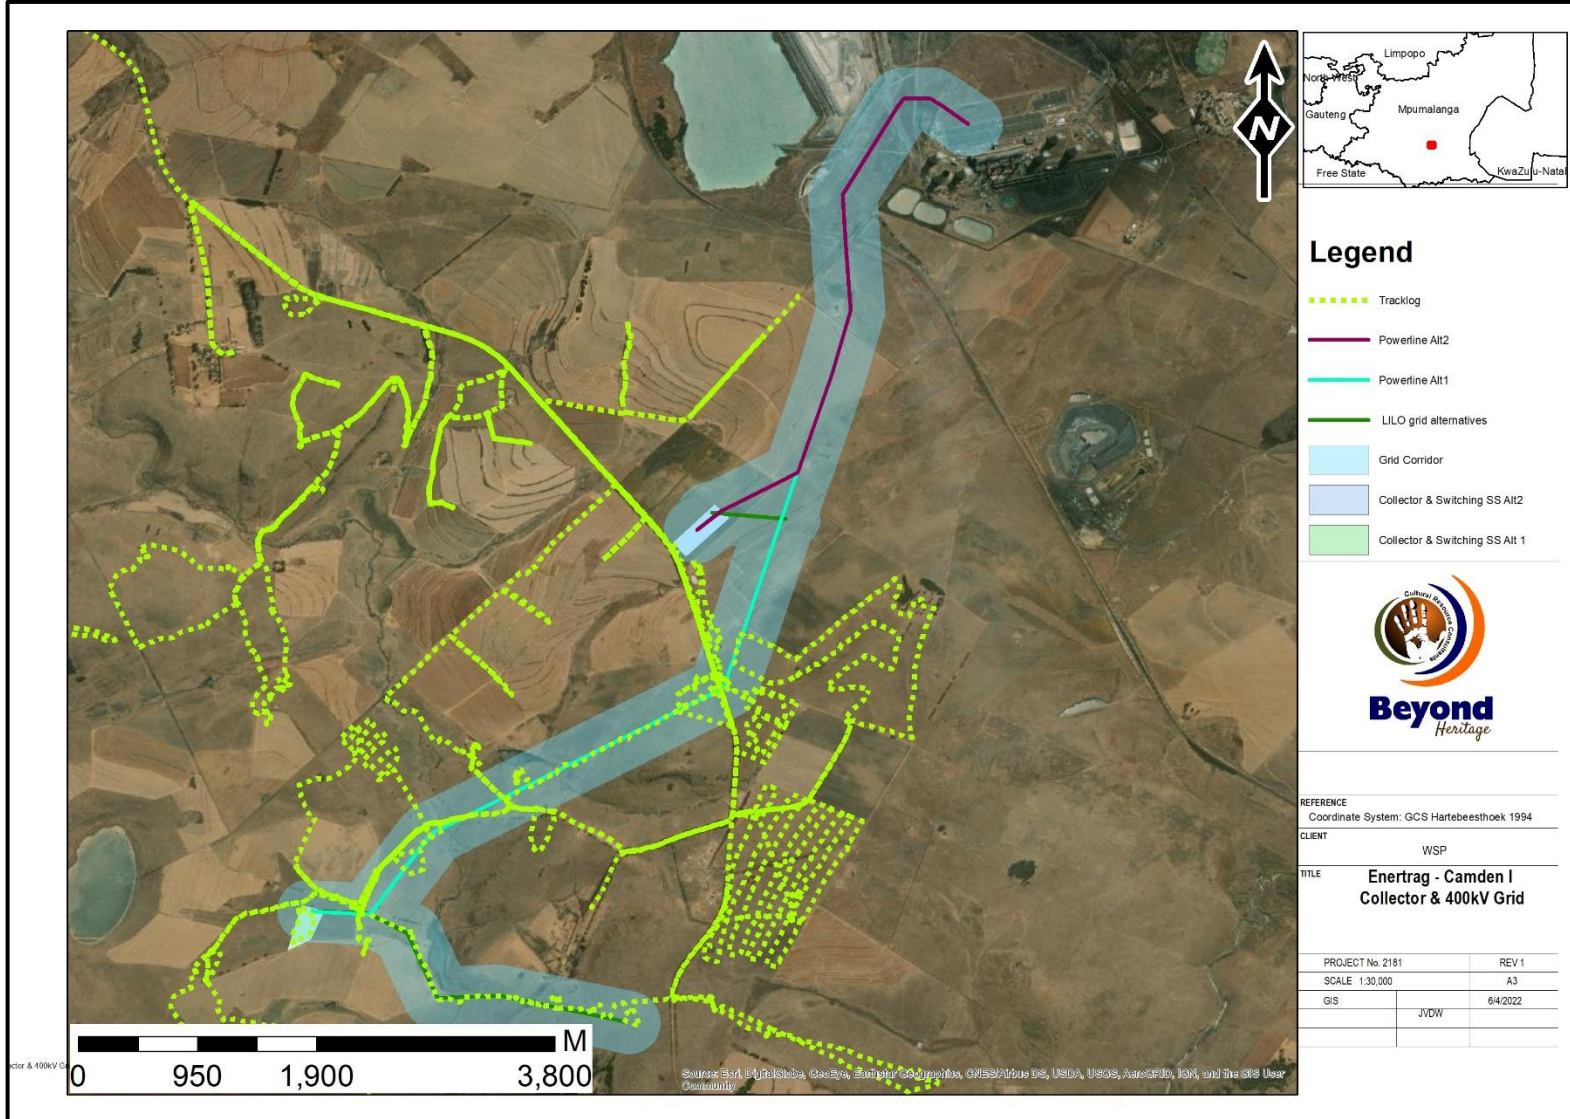 Limpopo
North West
Mpumalanga
Gauteng
Free State
KwaZulu-Natal
N
Legend
Tracklog
Powerline Alt2
Powerline Alt1
LILO grid alternatives
Grid Corridor
Collector & Switching SS Alt2
Collector & Switching SS Alt 1
Cultural Resource Consultants
Beyond
Heritage
REFERENCE
Coordinate System: GCS Hartebeesthoek 1994
CLIENT
WSP
TITLE
Enertrag - Camden I
Collector & 400kV Grid
PROJECT No. 2181
REV 1
SCALE 1:30,000
A3
GIS
6/4/2022
JVDW
M
0 950 1,900 3,800
ector & 400kV Gr
Source: Esri, DigitalGlobe, GeoEye, Earthstar Geographics, CNES/Airbus DS, USDA, USGS, AeroGRID, IGN, and the GIS User
Community